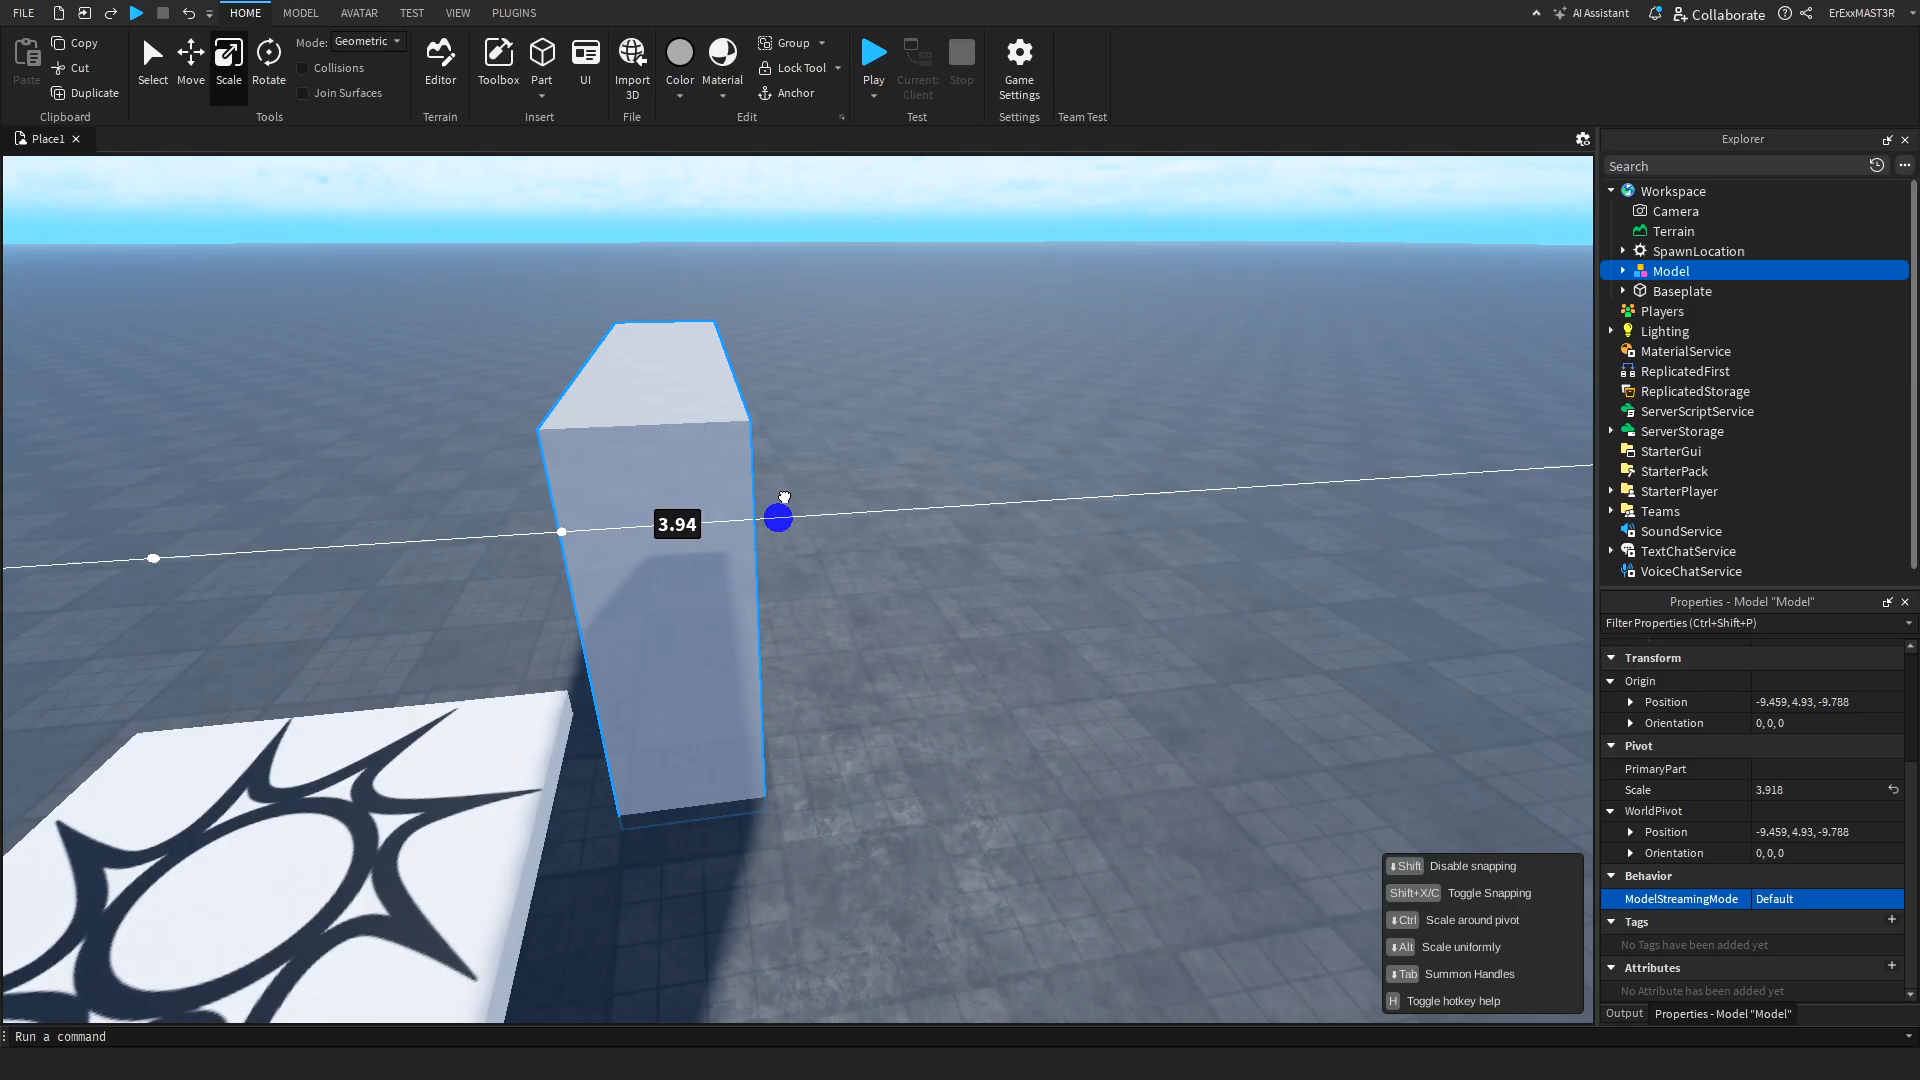 FILE HOME MODEL AVATAR TEST VIEW PLUGINS AI Assistant Collaborate ErExxMAST3R
Paste Copy Cut Duplicate
Clipboard
Select Move Scale Rotate
Mode: Geometric
Collisions
Join Surfaces
Tools
Editor
Terrain
Toolbox Part UI
Insert
Import
3D
File
Color Material
Group
Lock Tool
Anchor
Edit
Play
Current:
Client
Stop
Test
Game
Settings
Settings
Team Test
Place1
3.94
Shift Disable snapping
Shift+X/C Toggle Snapping
Ctrl Scale around pivot
Alt Scale uniformly
Tab Summon Handles
H Toggle hotkey help
Explorer
Search
Workspace
Camera
Terrain
SpawnLocation
Model
Baseplate
Players
Lighting
MaterialService
ReplicatedFirst
ReplicatedStorage
ServerScriptService
ServerStorage
StarterGui
StarterPack
StarterPlayer
Teams
SoundService
TextChatService
VoiceChatService
Properties - Model "Model"
Filter Properties (Ctrl+Shift+P)
Transform
Origin
Position -9.459, 4.93, -9.788
Orientation 0, 0, 0
Pivot
PrimaryPart
Scale 3.918
WorldPivot
Position -9.459, 4.93, -9.788
Orientation 0, 0, 0
Behavior
ModelStreamingMode Default
Tags
No Tags have been added yet
Attributes
No Attribute has been added yet
Output Properties - Model "Model"
Run a command